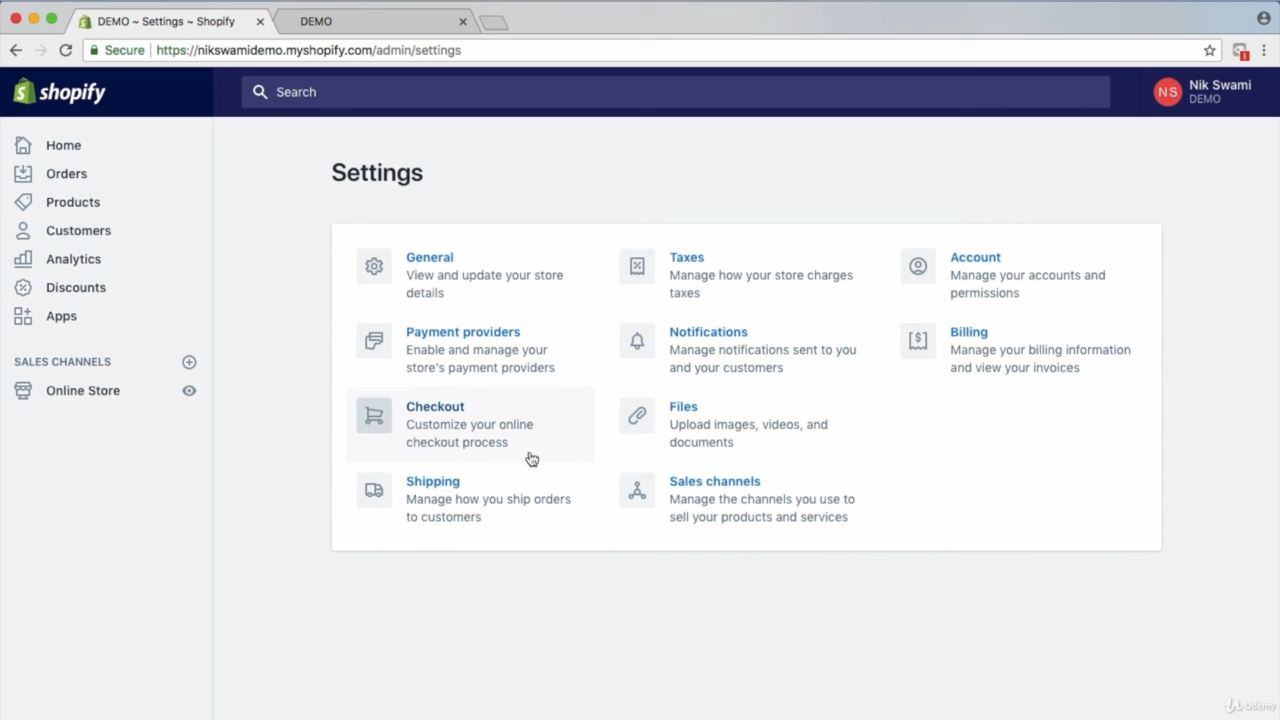 DEMO ~ Settings ~ Shopify
DEMO
Secure
https://nikswamidemo.myshopify.com/admin/settings
shopify
Search
NS
Nik Swami
DEMO
Home
Orders
Products
Customers
Analytics
Discounts
Apps
SALES CHANNELS
Online Store
Settings
General
View and update your store
details
Payment providers
Enable and manage your
store's payment providers
Checkout
Customize your online
checkout process
Shipping
Manage how you ship orders
to customers
Taxes
Manage how your store charges
taxes
Notifications
Manage notifications sent to you
and your customers
Files
Upload images, videos, and
documents
Sales channels
Manage the channels you use to
sell your products and services
Account
Manage your accounts and
permissions
Billing
Manage your billing information
and view your invoices
Udemy